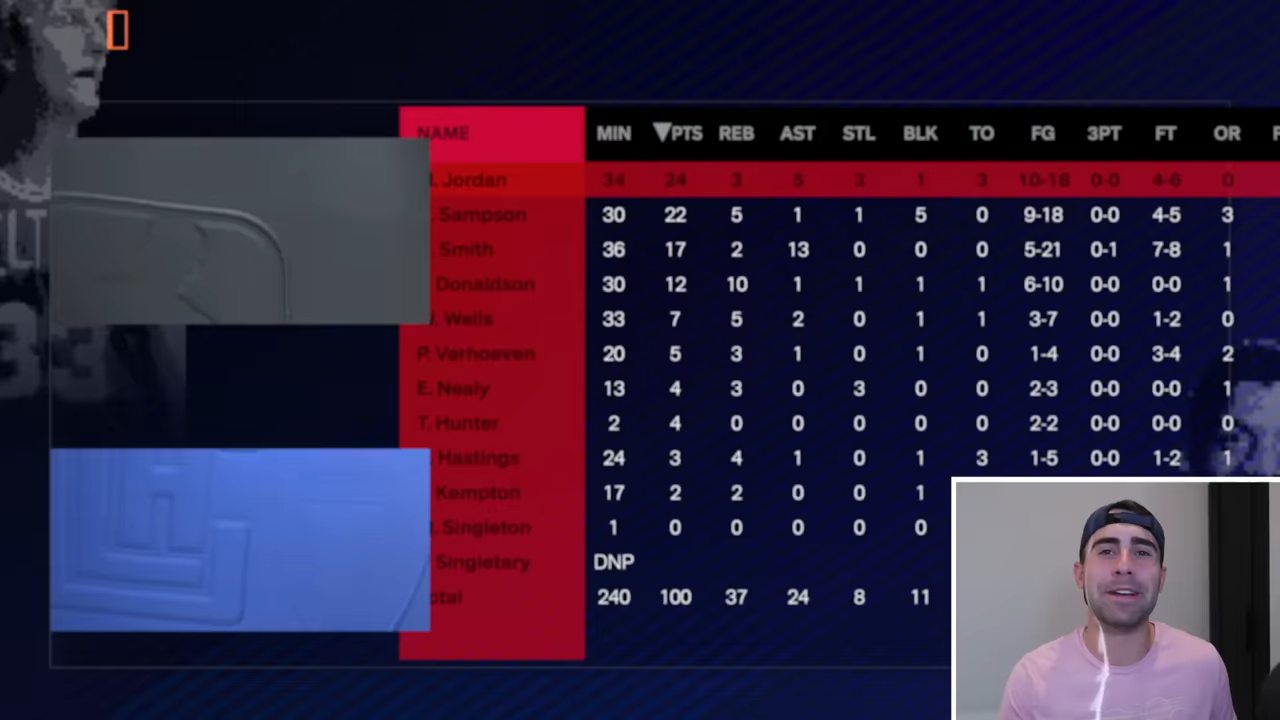 NAME MIN ▼PTS REB AST STL BLK TO FG 3PT FT OR
. Jordan 34 24 3 5 3 1 3 10-18 0-0 4-6 0
. Sampson 30 22 5 1 1 5 0 9-18 0-0 4-5 3
Smith 36 17 2 13 0 0 0 5-21 0-1 7-8 1
Donaldson 30 12 10 1 1 1 1 6-10 0-0 0-0 1
. Wells 33 7 5 2 0 1 1 3-7 0-0 1-2 0
P. Verhoeven 20 5 3 1 0 1 0 1-4 0-0 3-4 2
E. Nealy 13 4 3 0 3 0 0 2-3 0-0 0-0 1
T. Hunter 2 4 0 0 0 0 0 2-2 0-0 0-0 0
Hastings 24 3 4 1 0 1 3 1-5 0-0 1-2 1
Kempton 17 2 2 0 0 1
. Singleton 1 0 0 0 0 0
Singletary DNP
otal 240 100 37 24 8 11
33